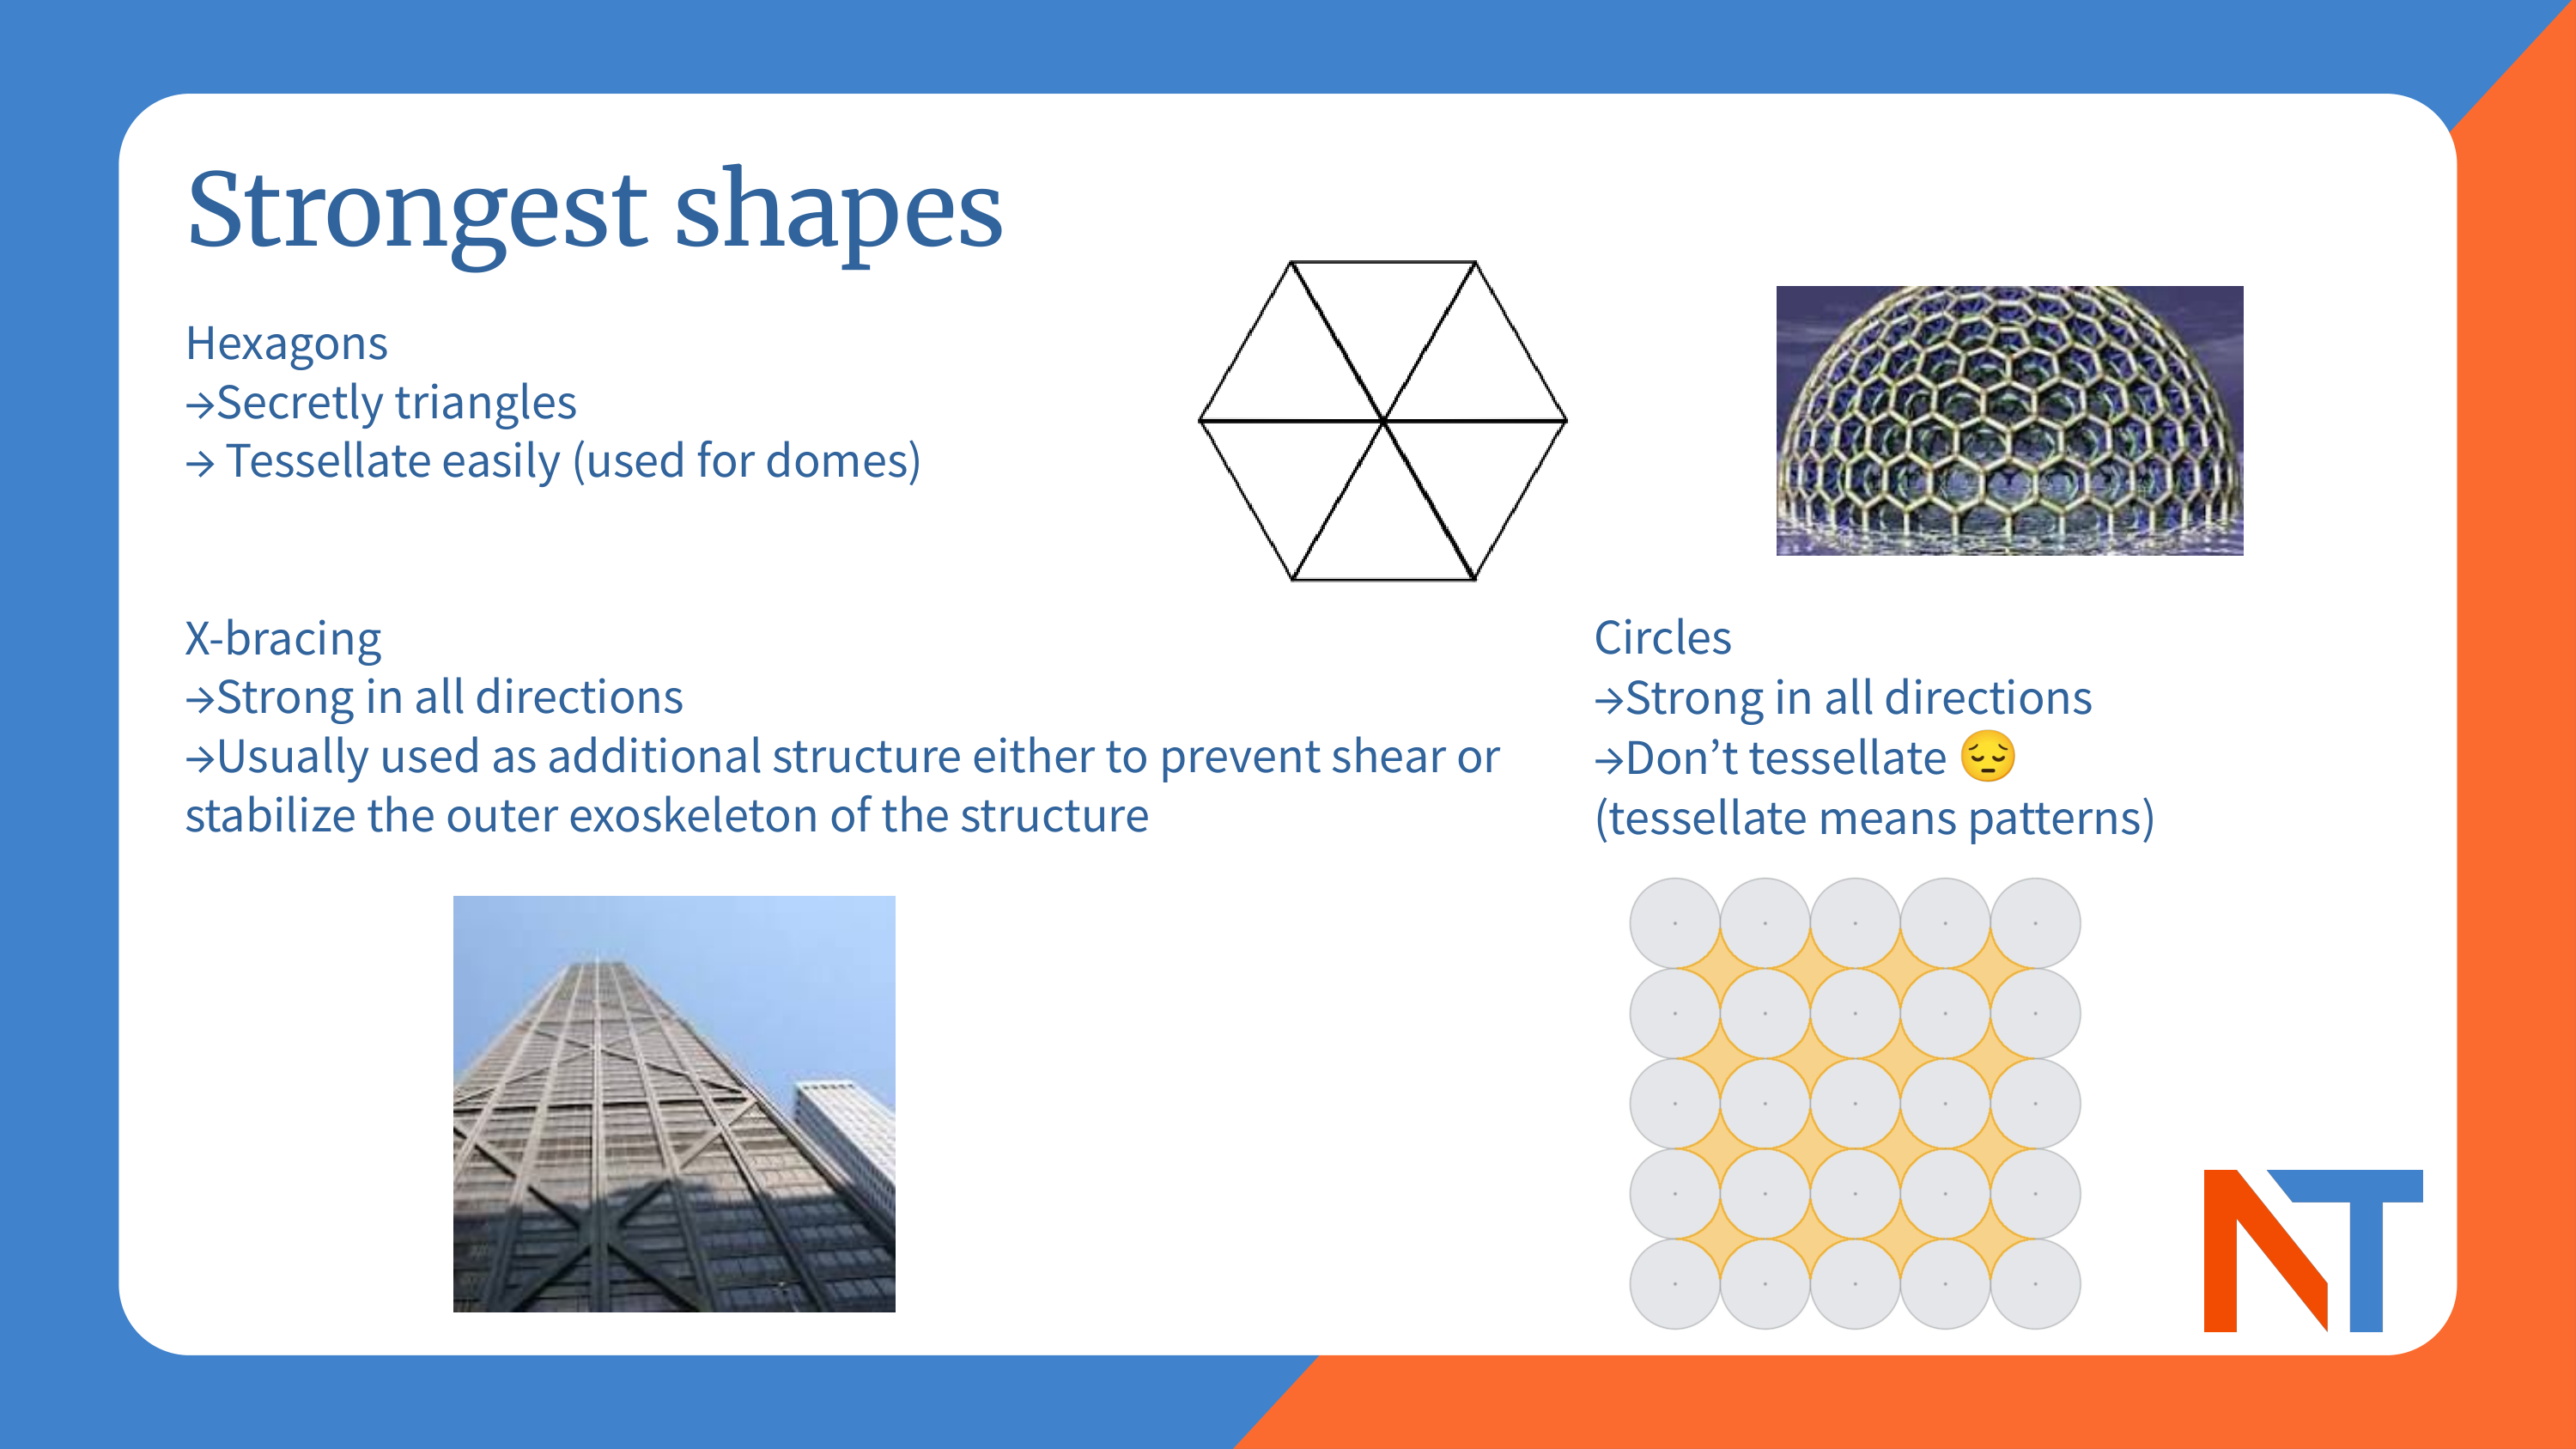 Strongest shapes
Hexagons
→Secretly triangles
→ Tessellate easily (used for domes)
X-bracing
→Strong in all directions
→Usually used as additional structure either to prevent shear or
stabilize the outer exoskeleton of the structure
Circles
→Strong in all directions
→Don’t tessellate 😔
(tessellate means patterns)
NT